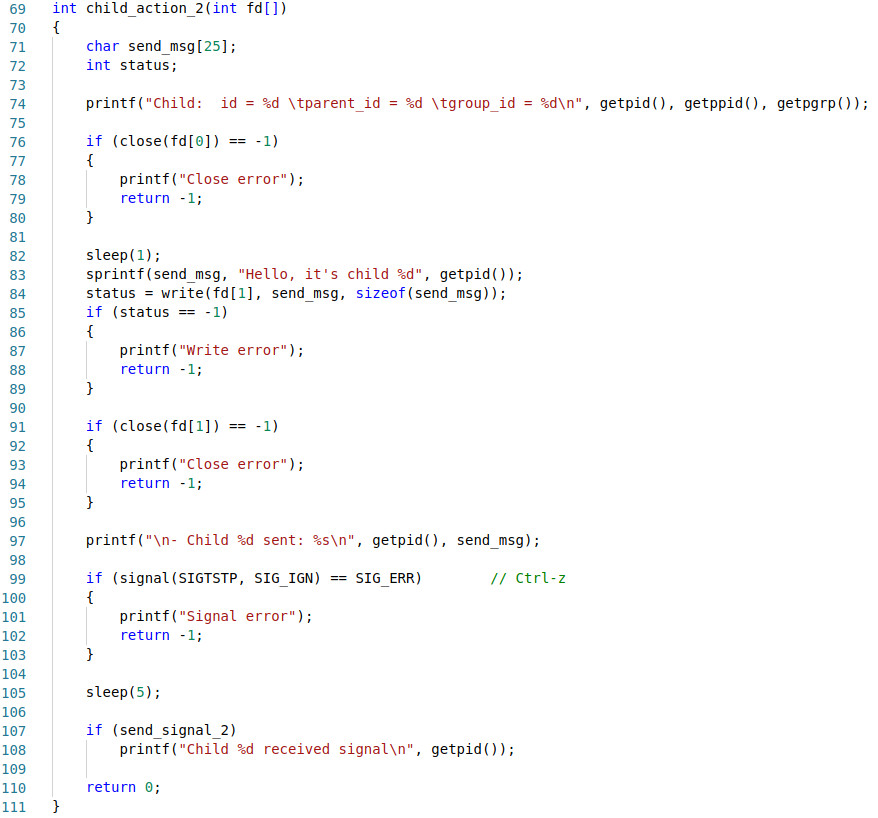 69 int child_action_2(int fd[])
70 {
71 char send_msg[25];
72 int status;
73
74 printf("Child:  id = %d \tparent_id = %d \tgroup_id = %d\n", getpid(), getppid(), getpgrp());
75
76 if (close(fd[0]) == -1)
77 {
78 printf("Close error");
79 return -1;
80 }
81
82 sleep(1);
83 sprintf(send_msg, "Hello, it's child %d", getpid());
84 status = write(fd[1], send_msg, sizeof(send_msg));
85 if (status == -1)
86 {
87 printf("Write error");
88 return -1;
89 }
90
91 if (close(fd[1]) == -1)
92 {
93 printf("Close error");
94 return -1;
95 }
96
97 printf("\n- Child %d sent: %s\n", getpid(), send_msg);
98
99 if (signal(SIGTSTP, SIG_IGN) == SIG_ERR)        // Ctrl-z
100 {
101 printf("Signal error");
102 return -1;
103 }
104
105 sleep(5);
106
107 if (send_signal_2)
108 printf("Child %d received signal\n", getpid());
109
110 return 0;
111 }